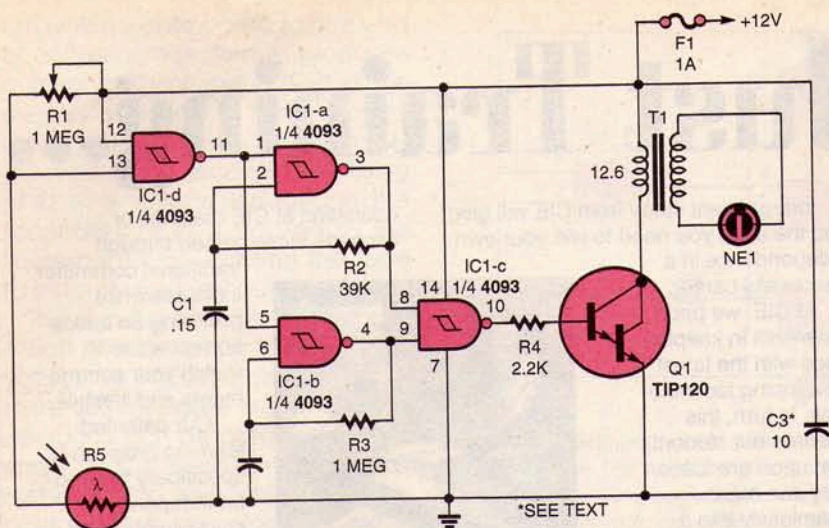 +12V
F1
1A
R1
1 MEG
12
13
11
IC1-d
1/4 4093
IC1-a
1/4 4093
1
2
3
T1
12.6
NE1
R2
39K
C1
.15
5
6
4
IC1-b
1/4 4093
8
9
14
7
10
IC1-c
1/4 4093
R4
2.2K
Q1
TIP120
R3
1 MEG
C3*
10
R5
λ
*SEE TEXT